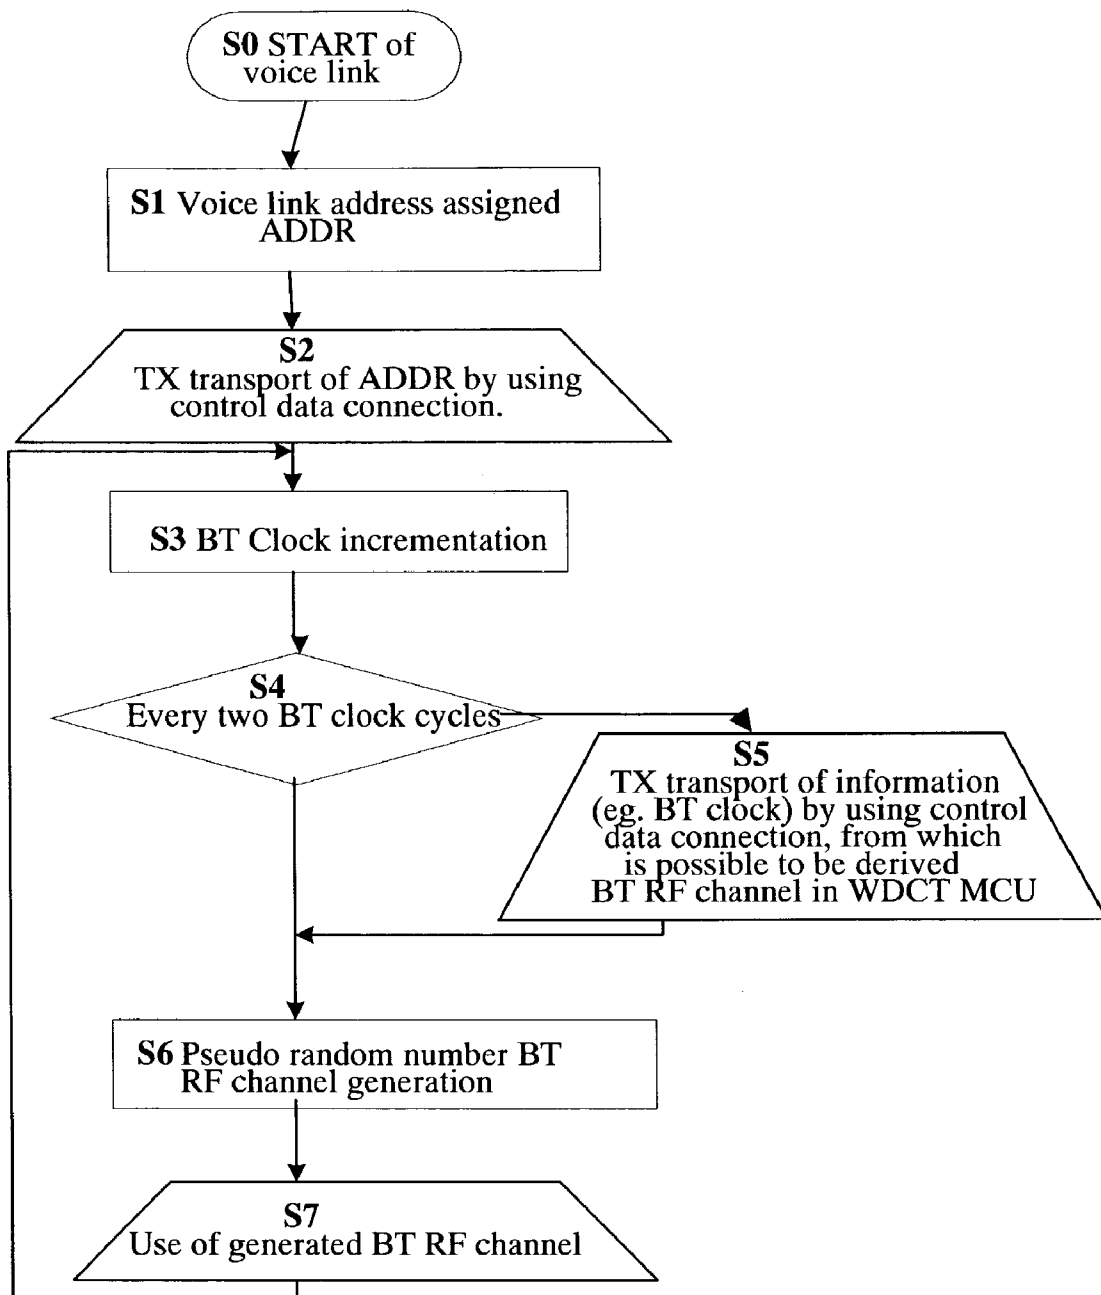 S0 START of
voice link
S1 Voice link address assigned
ADDR
S2
TX transport of ADDR by using
control data connection.
S3 BT Clock incrementation
S4
Every two BT clock cycles
S5
TX transport of information
(eg. BT clock) by using control
data connection, from which
is possible to be derived
BT RF channel in WDCT MCU
S6 Pseudo random number BT
RF channel generation
S7
Use of generated BT RF channel